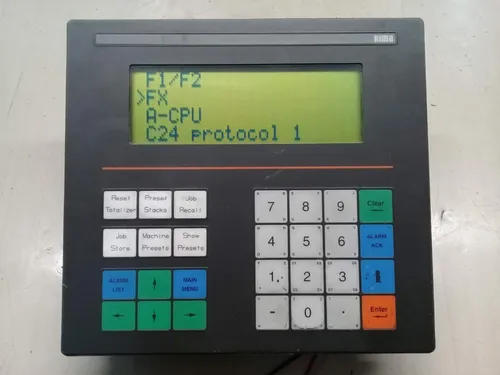 RIMA
F1/F2
>FX
A-CPU
C24 protocol 1
Reset Totalizer
Preset Stacks
Job Recall
Job Store
Machine Presets
Show Presets
ALARM LIST
MAIN MENU
7 8 9 Clear
4 5 6 ALARM ACK
1 2 3 i
- 0 . Enter